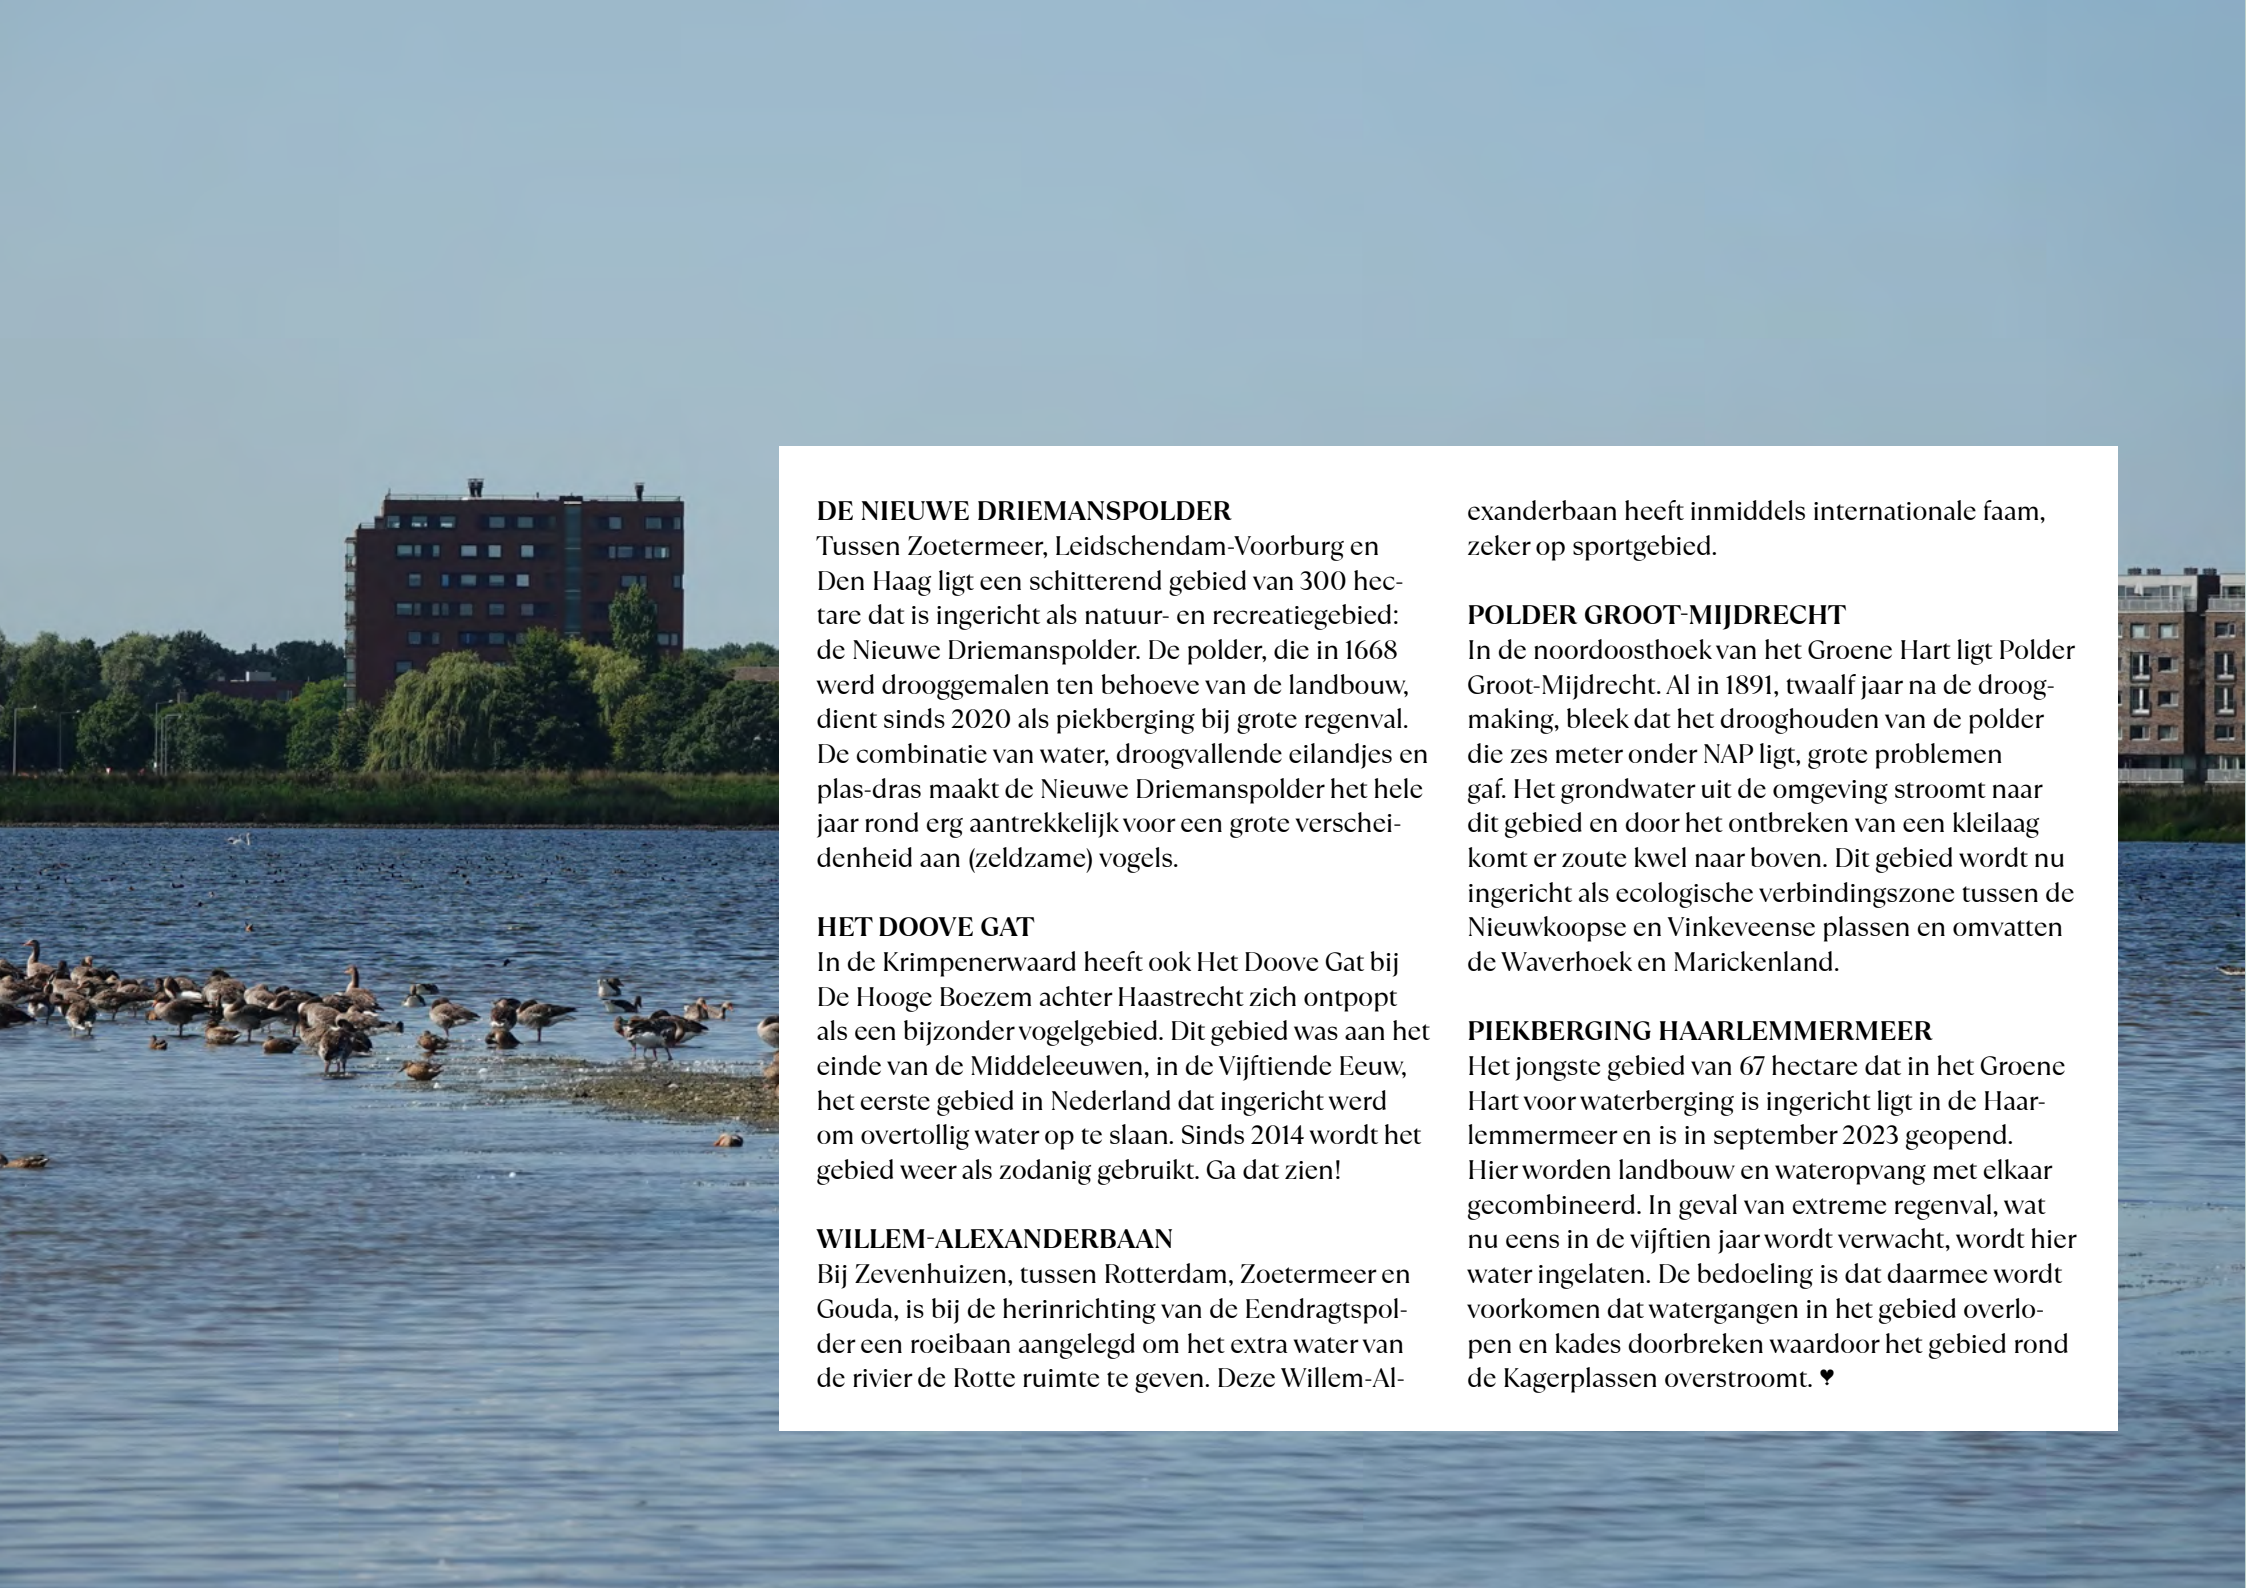 DE NIEUWE DRIEMANSPOLDER
Tussen Zoetermeer, Leidschendam-Voorburg en
Den Haag ligt een schitterend gebied van 300 hec-
tare dat is ingericht als natuur- en recreatiegebied:
de Nieuwe Driemanspolder. De polder, die in 1668
werd drooggemalen ten behoeve van de landbouw,
dient sinds 2020 als piekberging bij grote regenval.
De combinatie van water, droogvallende eilandjes en
plas-dras maakt de Nieuwe Driemanspolder het hele
jaar rond erg aantrekkelijk voor een grote verschei-
denheid aan (zeldzame) vogels.
HET DOOVE GAT
In de Krimpenerwaard heeft ook Het Doove Gat bij
De Hooge Boezem achter Haastrecht zich ontpopt
als een bijzonder vogelgebied. Dit gebied was aan het
einde van de Middeleeuwen, in de Vijftiende Eeuw,
het eerste gebied in Nederland dat ingericht werd
om overtollig water op te slaan. Sinds 2014 wordt het
gebied weer als zodanig gebruikt. Ga dat zien!
WILLEM-ALEXANDERBAAN
Bij Zevenhuizen, tussen Rotterdam, Zoetermeer en
Gouda, is bij de herinrichting van de Eendragtspol-
der een roeibaan aangelegd om het extra water van
de rivier de Rotte ruimte te geven. Deze Willem-Al-
exanderbaan heeft inmiddels internationale faam,
zeker op sportgebied.
POLDER GROOT-MIJDRECHT
In de noordoosthoek van het Groene Hart ligt Polder
Groot-Mijdrecht. Al in 1891, twaalf jaar na de droog-
making, bleek dat het drooghouden van de polder
die zes meter onder NAP ligt, grote problemen
gaf. Het grondwater uit de omgeving stroomt naar
dit gebied en door het ontbreken van een kleilaag
komt er zoute kwel naar boven. Dit gebied wordt nu
ingericht als ecologische verbindingszone tussen de
Nieuwkoopse en Vinkeveense plassen en omvatten
de Waverhoek en Marickenland.
PIEKBERGING HAARLEMMERMEER
Het jongste gebied van 67 hectare dat in het Groene
Hart voor waterberging is ingericht ligt in de Haar-
lemmermeer en is in september 2023 geopend.
Hier worden landbouw en wateropvang met elkaar
gecombineerd. In geval van extreme regenval, wat
nu eens in de vijftien jaar wordt verwacht, wordt hier
water ingelaten. De bedoeling is dat daarmee wordt
voorkomen dat watergangen in het gebied overlo-
pen en kades doorbreken waardoor het gebied rond
de Kagerplassen overstroomt. ♥